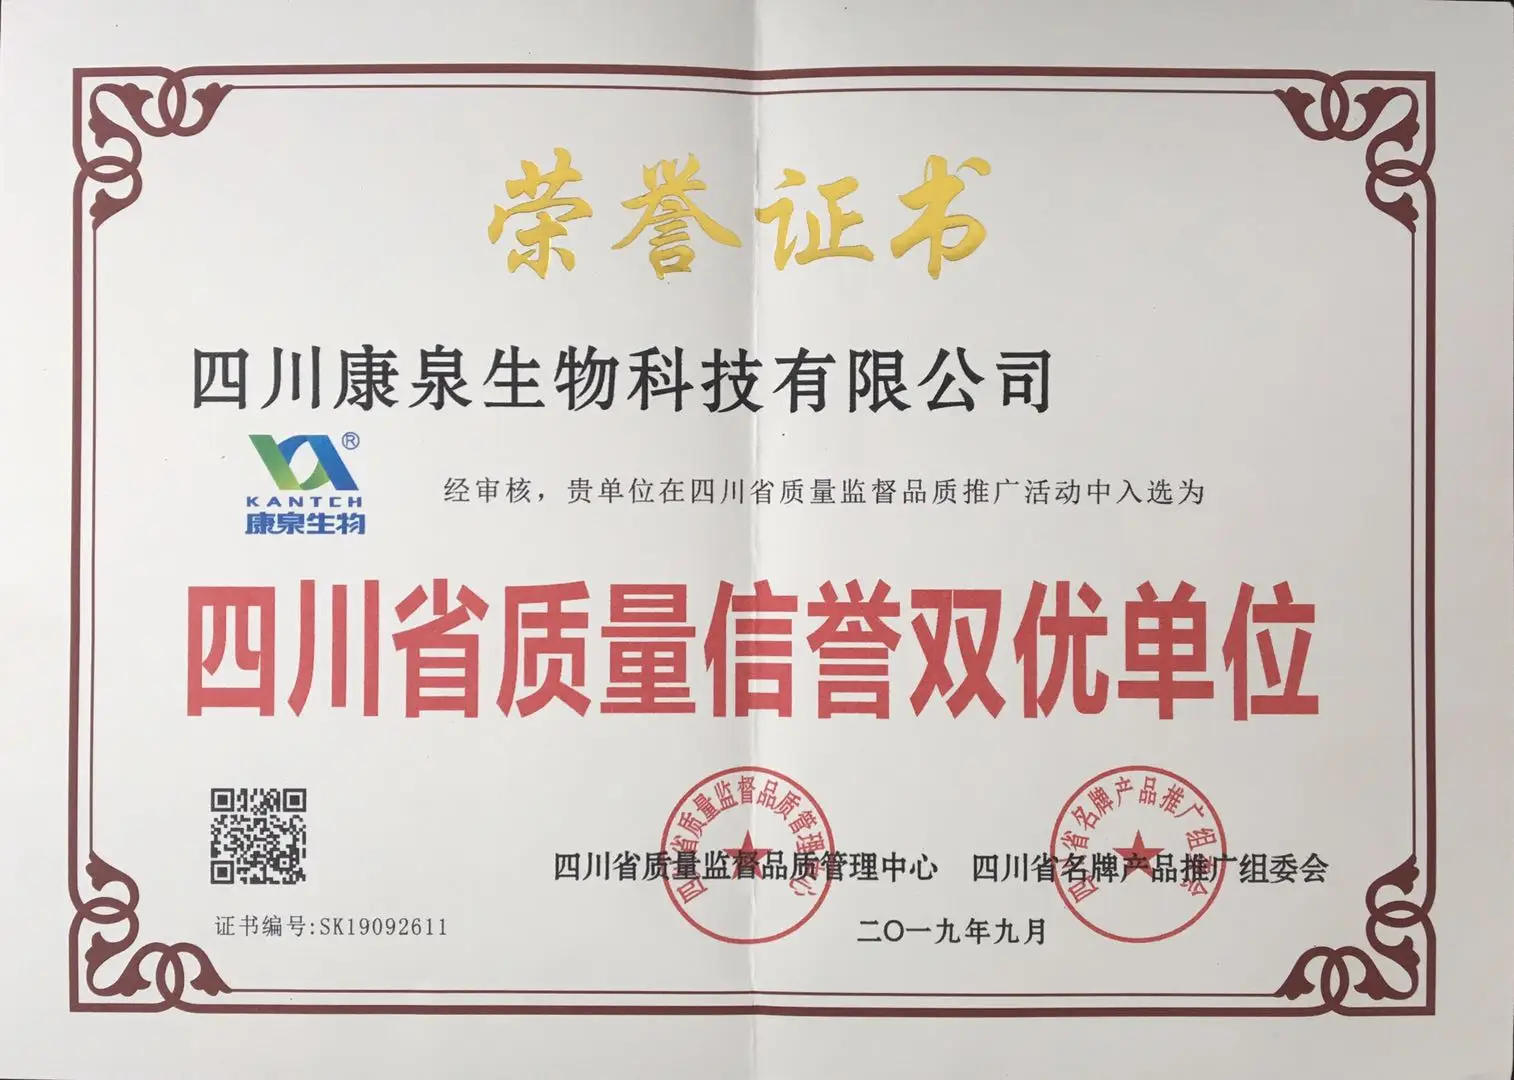 荣誉证书
四川康泉生物科技有限公司
®
KANTCH
康泉生物
经审核，贵单位在四川省质量监督品质推广活动中入选为
四川省质量信誉双优单位
四川省质量监督品质管理中心
四川省名牌产品推广组委会
四川省质量监督品质管理中心 四川省名牌产品推广组委会
证书编号:SK19092611
二〇一九年九月